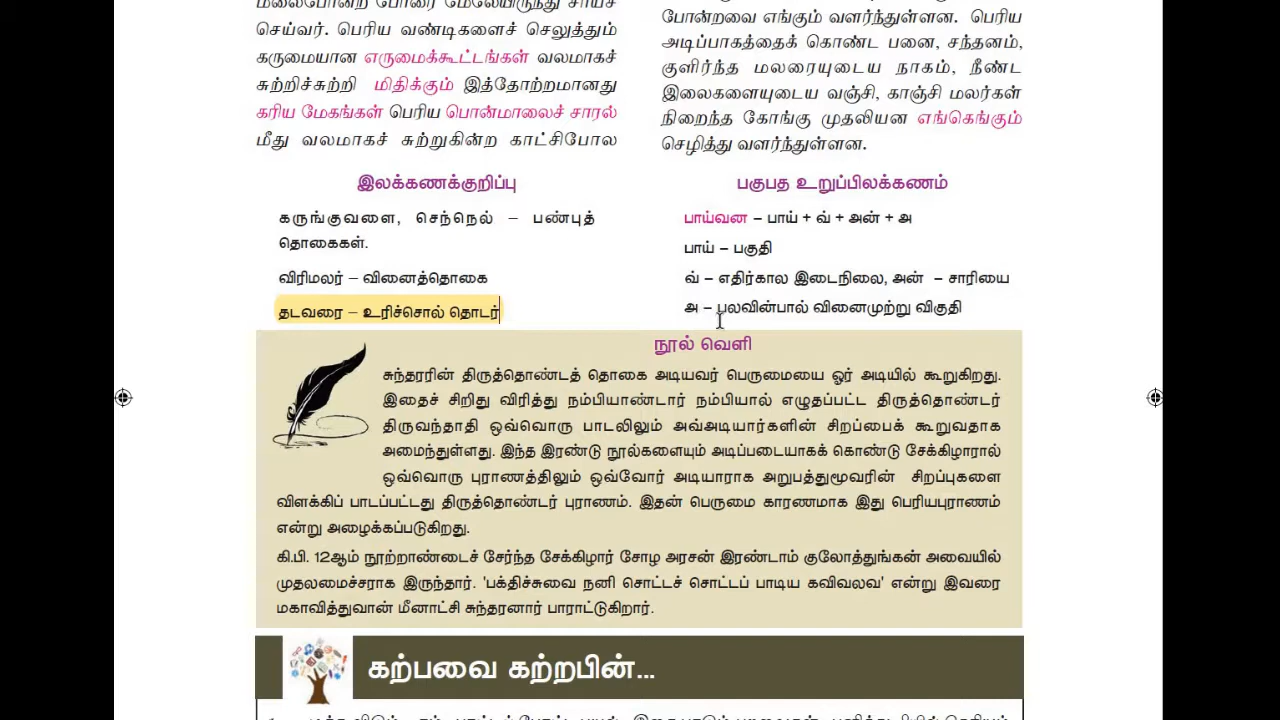 மலைபோன்ற போரை மேலேயிருந்து சாயச்
செய்வர். பெரிய வண்டிகளைச் செலுத்தும்
கருமையான எருமைக்கூட்டங்கள் வலமாகச்
சுற்றிச்சுற்றி மிதிக்கும் இத்தோற்றமானது
கரிய மேகங்கள் பெரிய பொன்மாலைச் சாரல்
மீது வலமாகச் சுற்றுகின்ற காட்சிபோல
போன்றவை எங்கும் வளர்ந்துள்ளன. பெரிய
அடிப்பாகத்தைக் கொண்ட பனை, சந்தனம்,
குளிர்ந்த மலரையுடைய நாகம், நீண்ட
இலைகளையுடைய வஞ்சி, காஞ்சி மலர்கள்
நிறைந்த கோங்கு முதலியன எங்கெங்கும்
செழித்து வளர்ந்துள்ளன.
இலக்கணக்குறிப்பு
கருங்குவளை, செந்நெல் – பண்புத்
தொகைகள்.
விரிமலர் – வினைத்தொகை
தடவரை – உரிச்சொல் தொடர்
பகுபத உறுப்பிலக்கணம்
பாய்வன – பாய் + வ் + அன் + அ
பாய் – பகுதி
வ் – எதிர்கால இடைநிலை, அன் – சாரியை
அ – பலவின்பால் வினைமுற்று விகுதி
நூல் வெளி
சுந்தரரின் திருத்தொண்டத் தொகை அடியவர் பெருமையை ஓர் அடியில் கூறுகிறது.
இதைச் சிறிது விரித்து நம்பியாண்டார் நம்பியால் எழுதப்பட்ட திருத்தொண்டர்
திருவந்தாதி ஒவ்வொரு பாடலிலும் அவ்அடியார்களின் சிறப்பைக் கூறுவதாக
அமைந்துள்ளது. இந்த இரண்டு நூல்களையும் அடிப்படையாகக் கொண்டு சேக்கிழாரால்
ஒவ்வொரு புராணத்திலும் ஒவ்வோர் அடியாராக அறுபத்துமூவரின் சிறப்புகளை
விளக்கிப் பாடப்பட்டது திருத்தொண்டர் புராணம். இதன் பெருமை காரணமாக இது பெரியபுராணம்
என்று அழைக்கப்படுகிறது.
கி.பி. 12ஆம் நூற்றாண்டைச் சேர்ந்த சேக்கிழார் சோழ அரசன் இரண்டாம் குலோத்துங்கன் அவையில்
முதலமைச்சராக இருந்தார். 'பக்திச்சுவை நனி சொட்டச் சொட்டப் பாடிய கவிவலவ' என்று இவரை
மகாவித்துவான் மீனாட்சி சுந்தரனார் பாராட்டுகிறார்.
கற்பவை கற்றபின்...